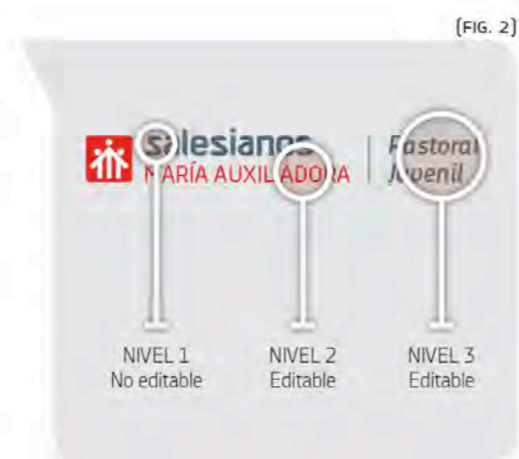 (FIG. 2)
salesianos
MARÍA AUXILIADORA
Pastoral
Juvenil
NIVEL 1
No editable
NIVEL 2
Editable
NIVEL 3
Editable